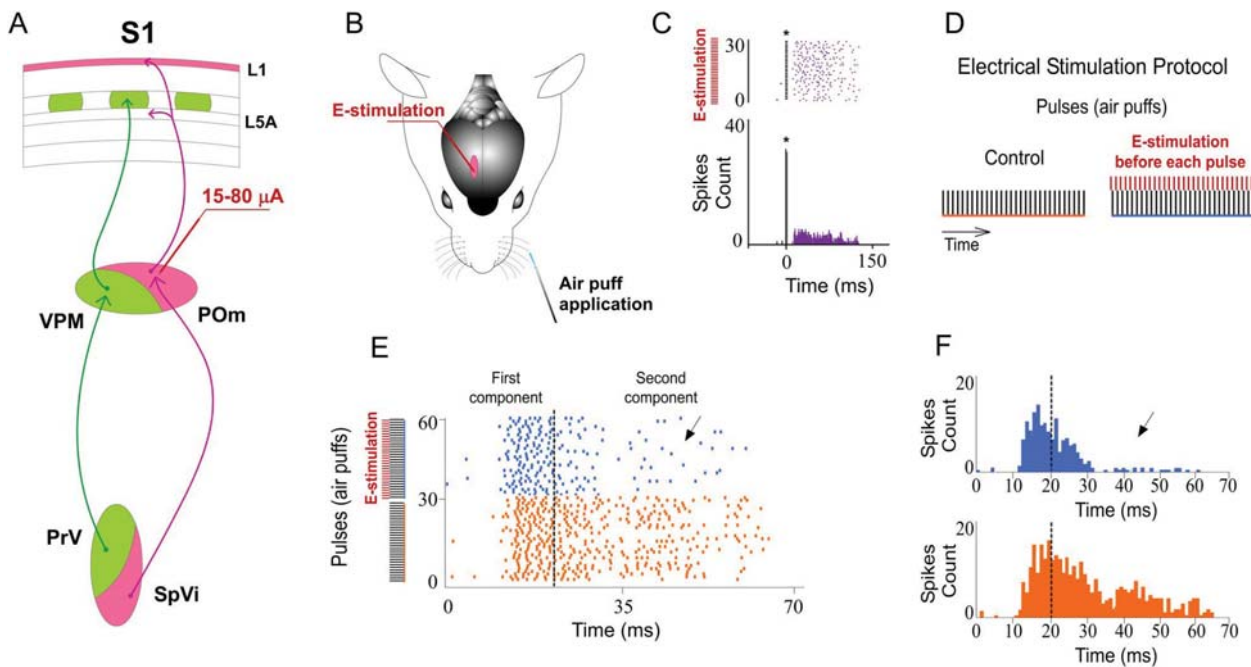 A
S1
L1
L5A
15-80 μA
VPM
POm
PrV
SpVi
B
E-stimulation
Air puff
application
C
E-stimulation
30
0
*
40
*
Spikes
Count
0
0
150
Time (ms)
D
Electrical Stimulation Protocol
Pulses (air puffs)
Control
E-stimulation
before each pulse
Time
E
First
component
Second
component
Pulses (air puffs)
E-stimulation
60
30
0
0
35
70
Time (ms)
F
20
Spikes
Count
0
0 10 20 30 40 50 60 70
Time (ms)
20
Spikes
Count
0
0 10 20 30 40 50 60 70
Time (ms)